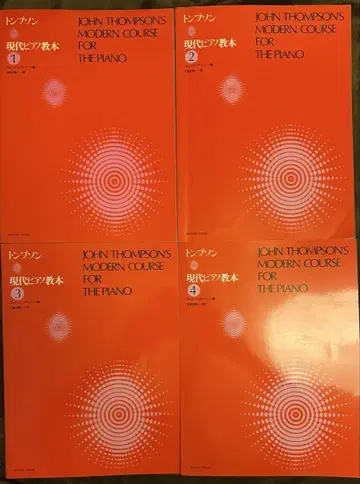 トンプソン
現代ピアノ教本
1
JOHN THOMPSON'S
MODERN COURSE
FOR
THE PIANO
トンプソン
現代ピアノ教本
2
JOHN THOMPSON'S
MODERN COURSE
FOR
THE PIANO
トンプソン
現代ピアノ教本
3
JOHN THOMPSON'S
MODERN COURSE
FOR
THE PIANO
トンプソン
現代ピアノ教本
4
JOHN THOMPSON'S
MODERN COURSE
FOR
THE PIANO